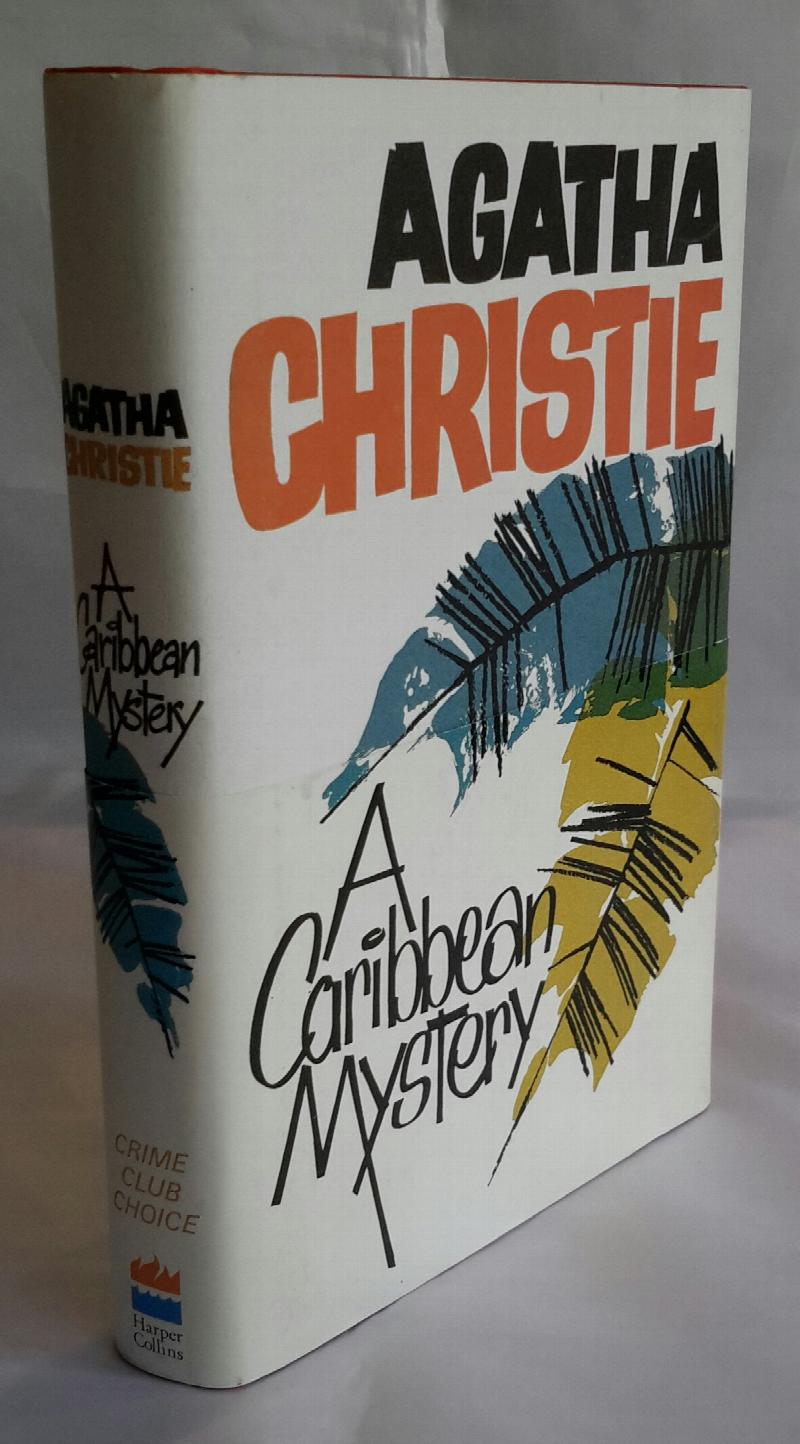 AGATHA
CHRISTIE
A
Caribbean
Mystery
CRIME
CLUB
CHOICE
Harper
Collins
AGATHA
CHRISTIE
A
Caribbean
Mystery